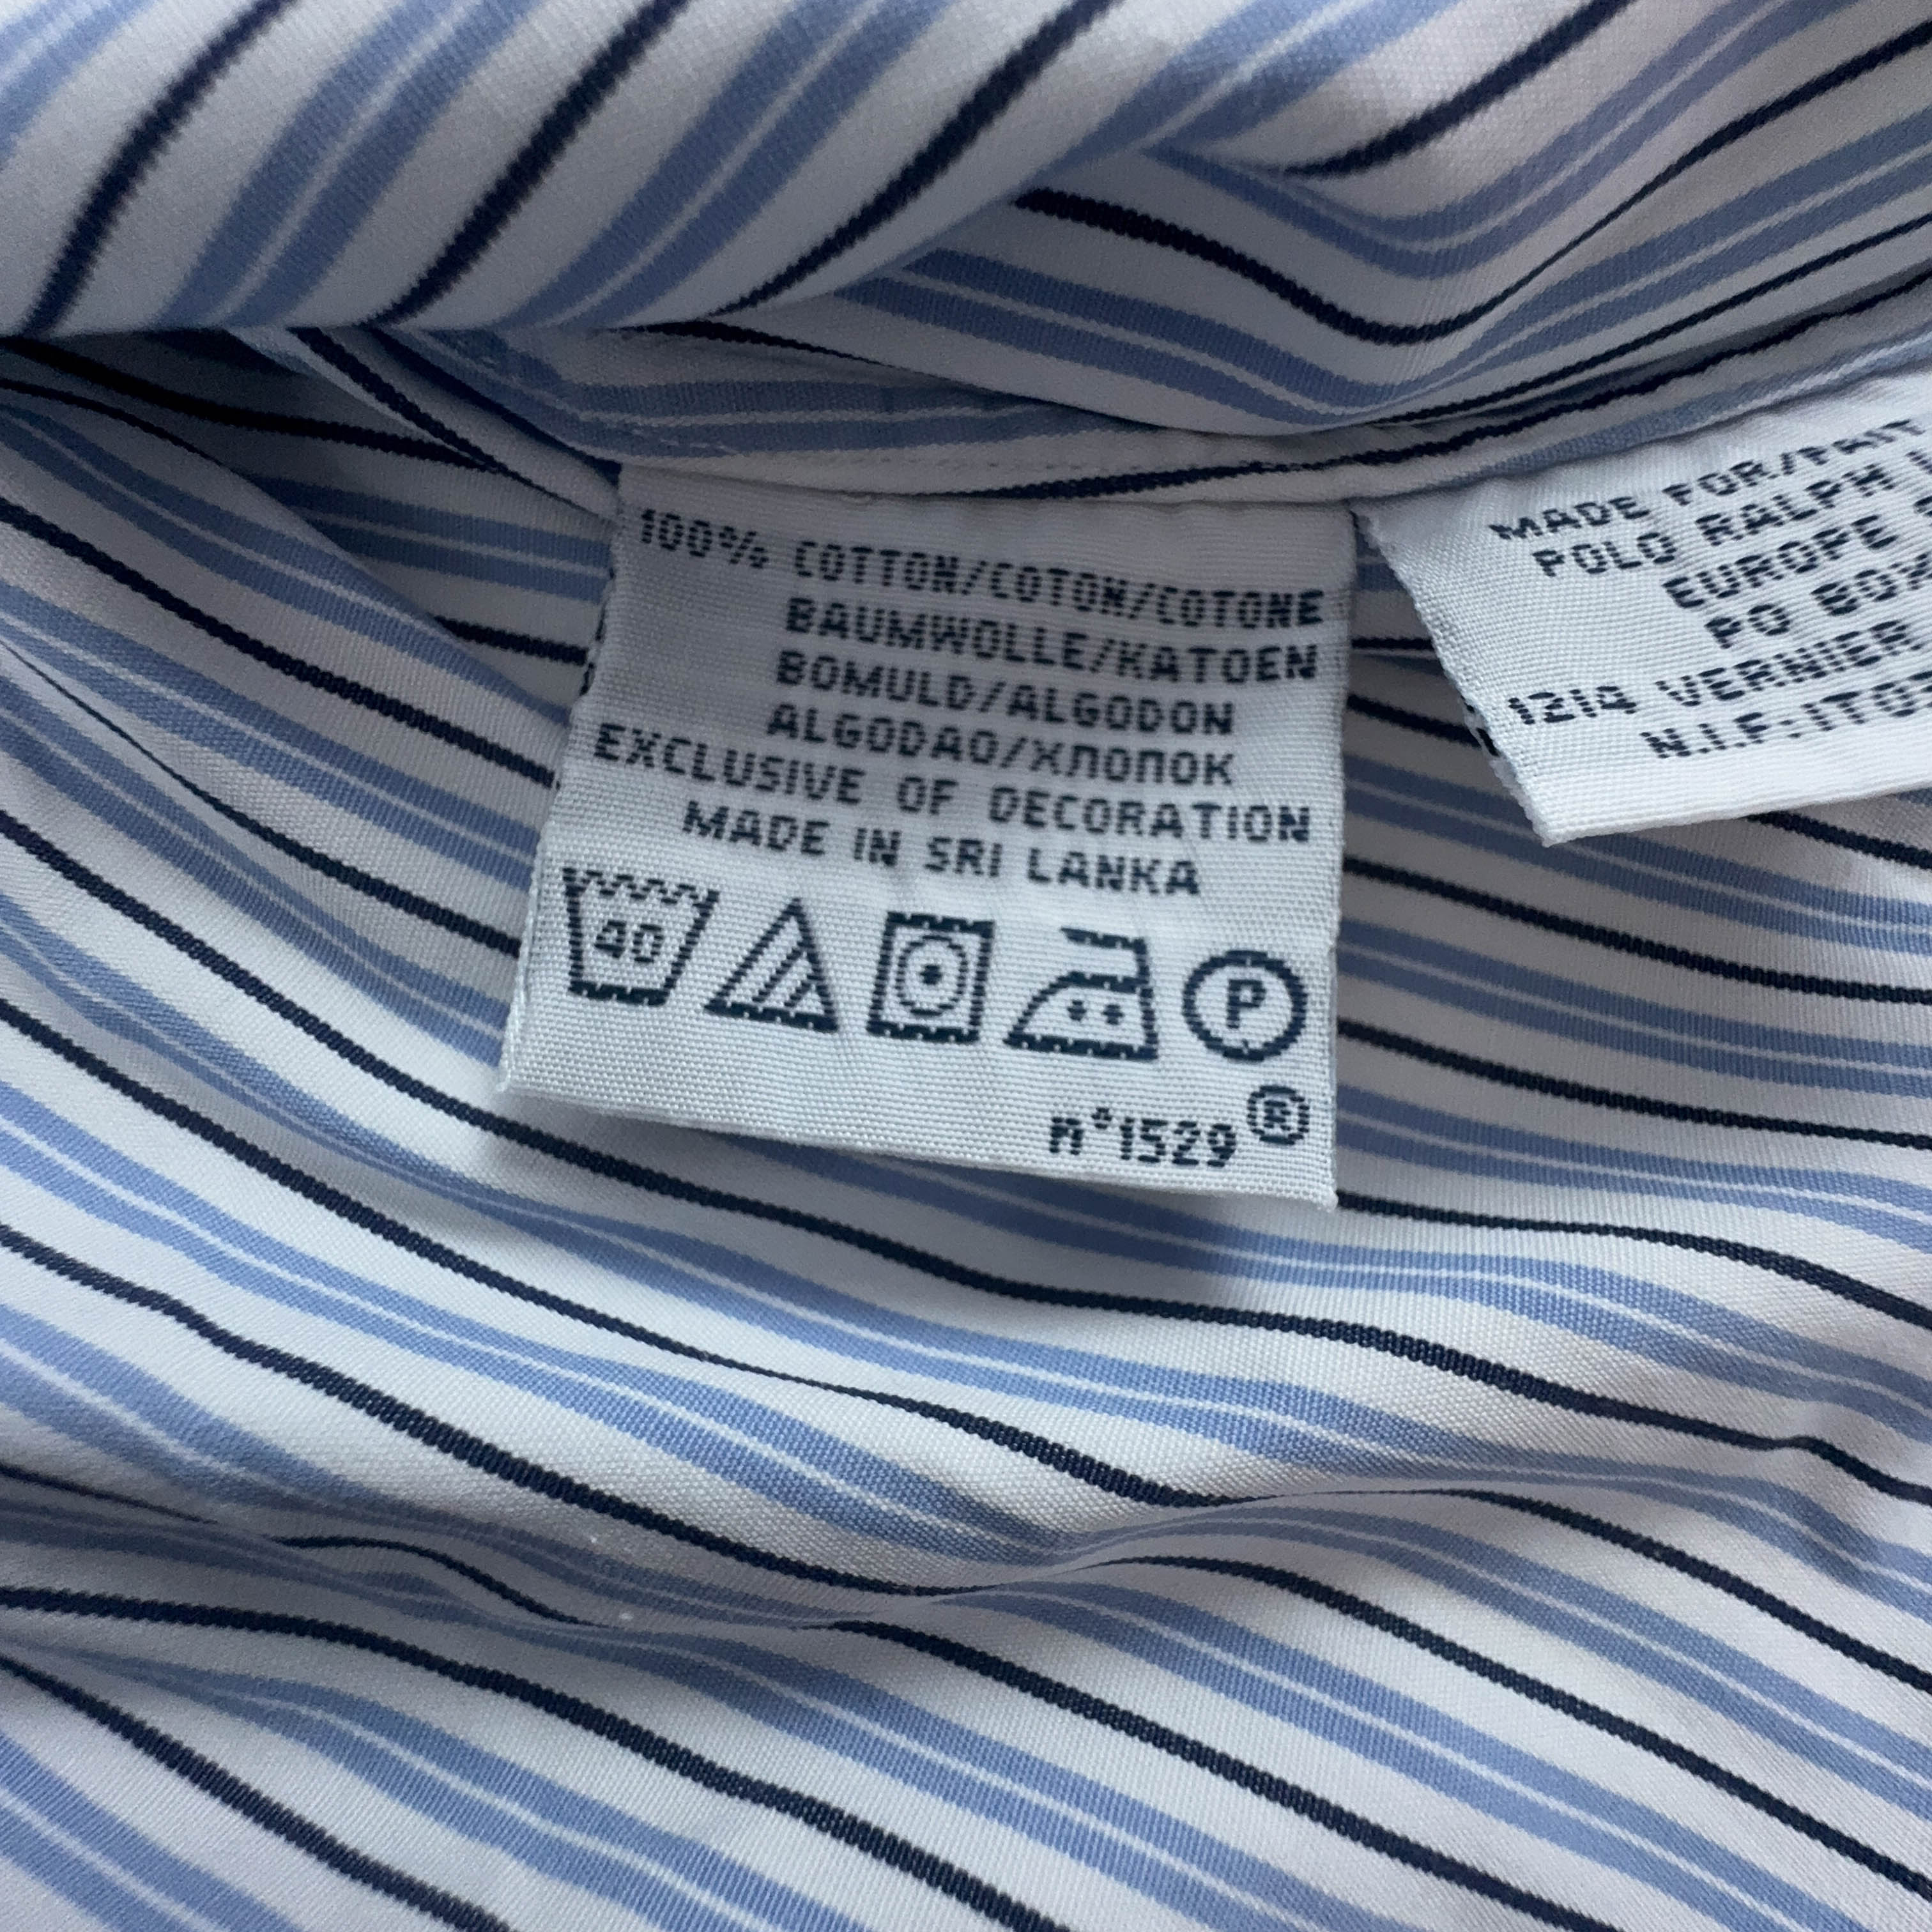 100% COTTON/COTON/COTONE
BAUMWOLLE/KATOEN
BOMULD/ALGODON
ALGODAO/ХЛОПОК
EXCLUSIVE OF DECORATION
MADE IN SRI LANKA
40
P
n°1529®
MADE FOR/FAIT
POLO RALPH
EUROPE
PO BOX
1214 VERNIER
N.I.F:ITO